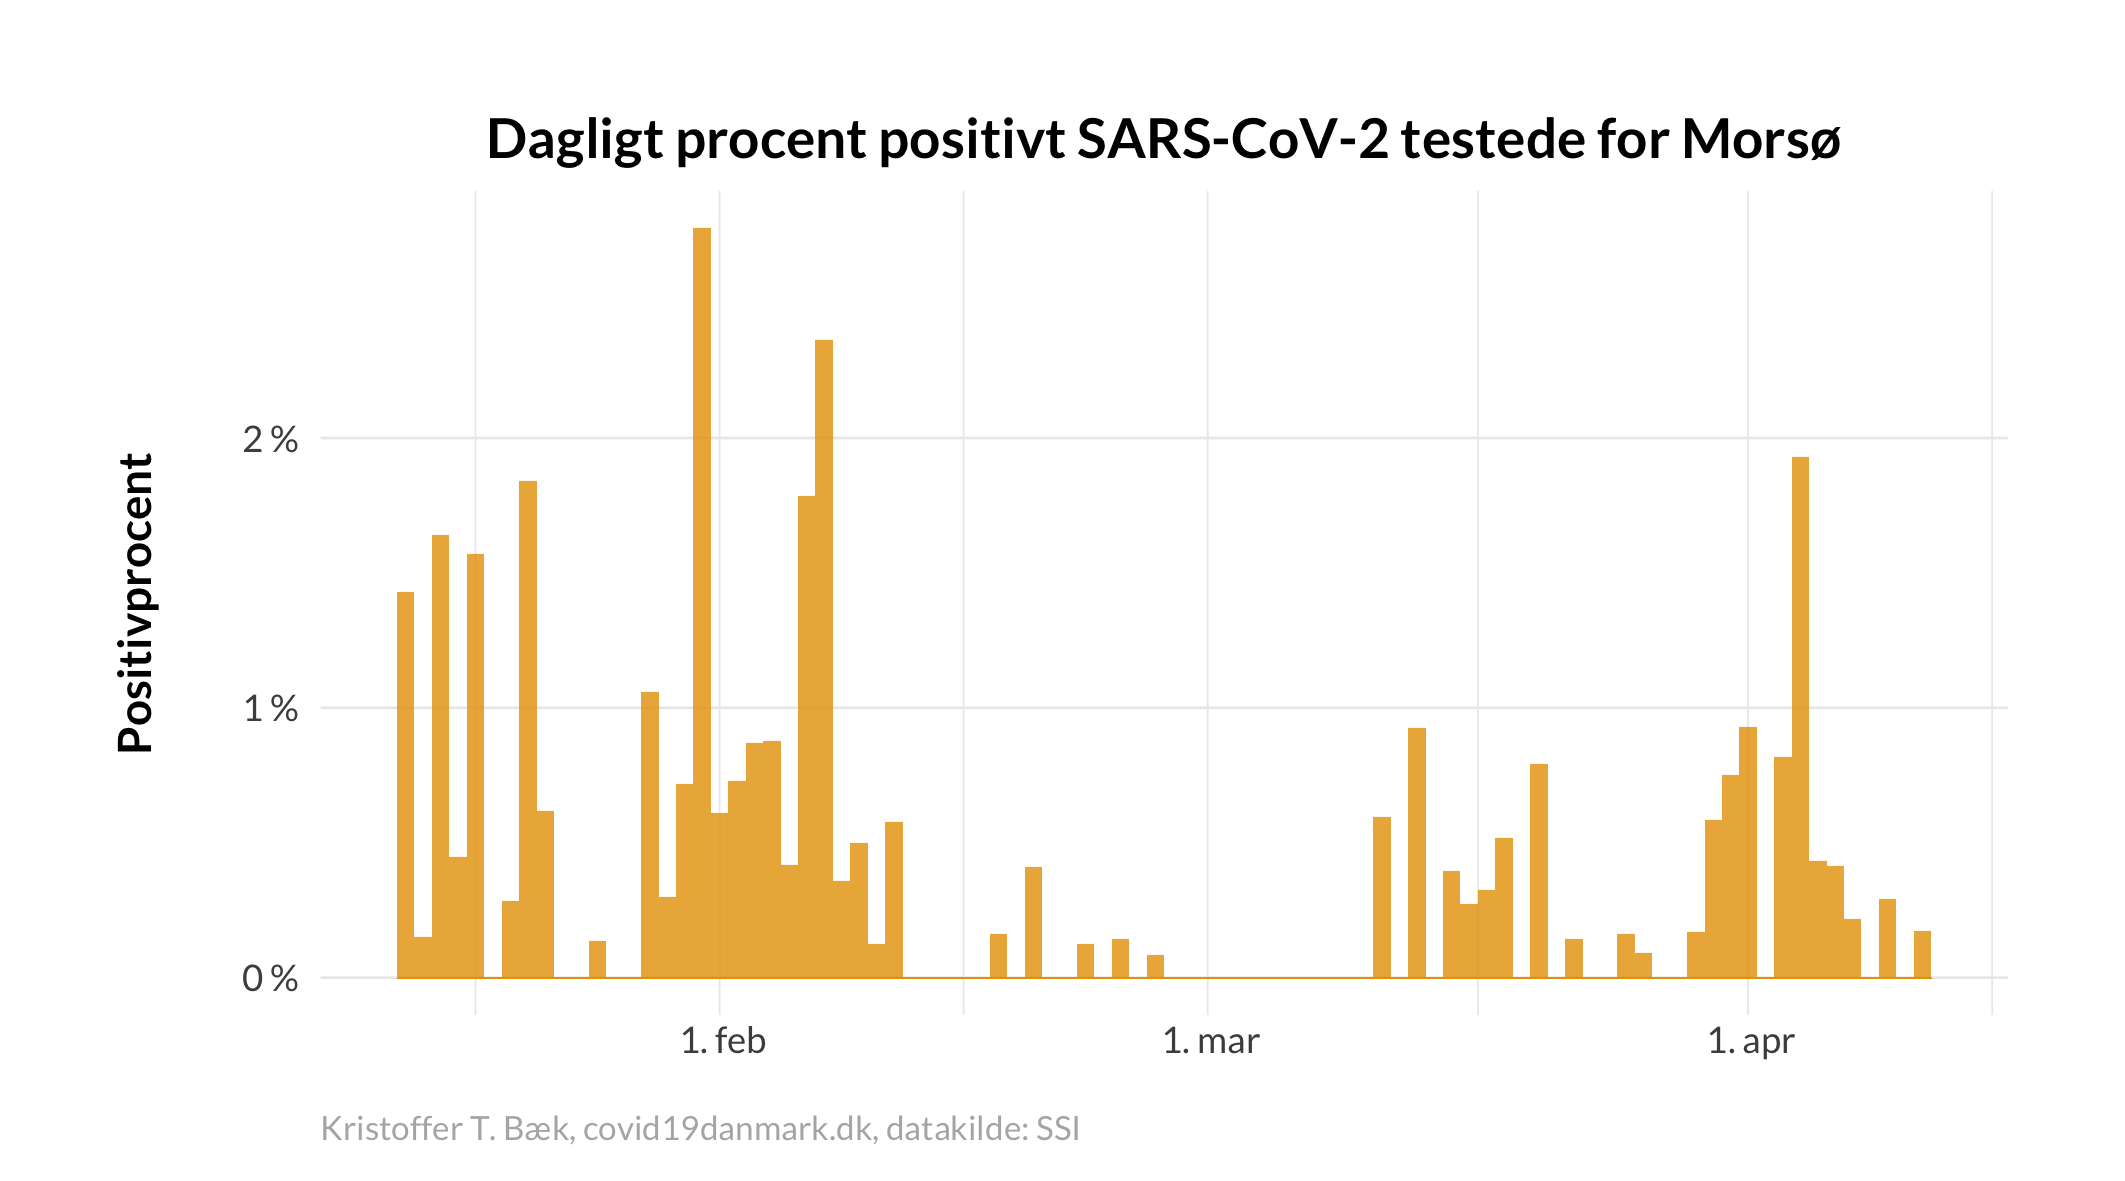 Dagligt procent positivt SARS-CoV-2 testede for Morsø
Positivprocent
2 %
1 %
0 %
1. feb
1. mar
1. apr
Kristoffer T. Bæk, covid19danmark.dk, datakilde: SSI